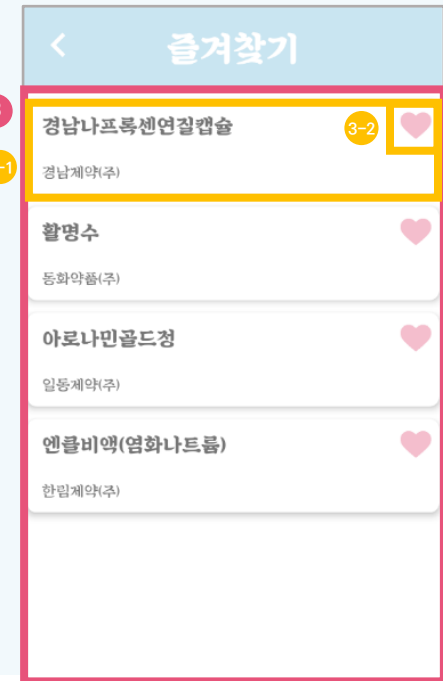 즐겨찾기
경남나프록센연질캡슐
3-2
경남제약(주)
활명수
동화약품(주)
아로나민골드정
일동제약(주)
엔클비액(염화나트륨)
한림제약(주)